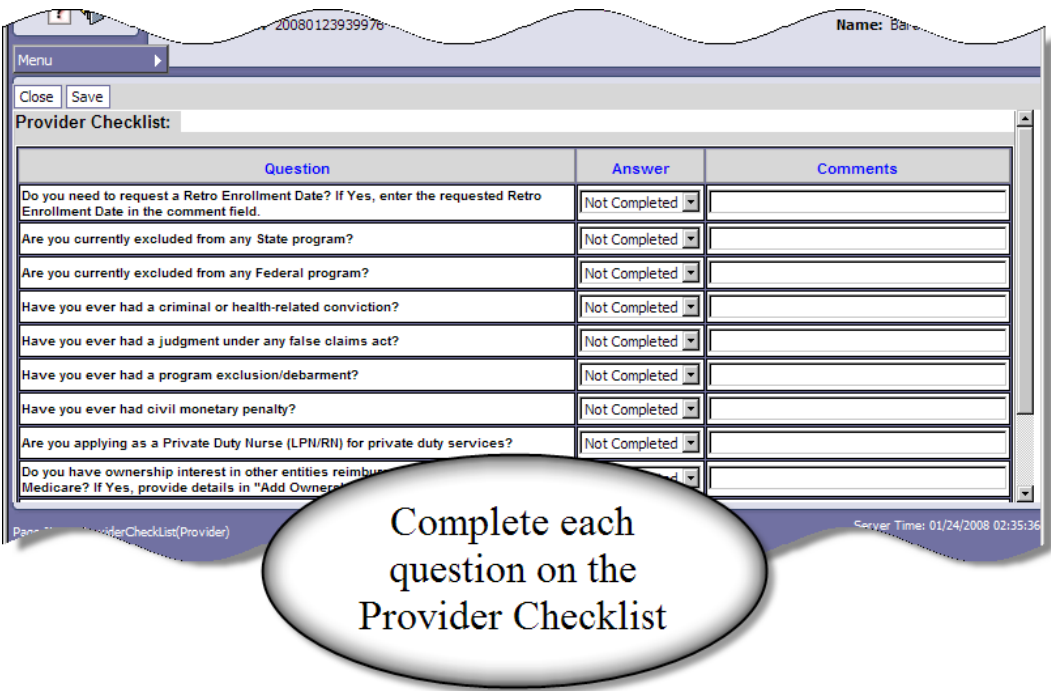 20080123939976
Name:
Menu
Close Save
Provider Checklist:
Question Answer Comments
Do you need to request a Retro Enrollment Date? If Yes, enter the requested Retro
Enrollment Date in the comment field.
Not Completed
Are you currently excluded from any State program? Not Completed
Are you currently excluded from any Federal program? Not Completed
Have you ever had a criminal or health-related conviction? Not Completed
Have you ever had a judgment under any false claims act? Not Completed
Have you ever had a program exclusion/debarment? Not Completed
Have you ever had civil monetary penalty? Not Completed
Are you applying as a Private Duty Nurse (LPN/RN) for private duty services? Not Completed
Do you have ownership interest in other entities
Medicare? If Yes, provide details in "Add
Server Time: 01/24/2008 02:35:36
Complete each
question on the
Provider Checklist